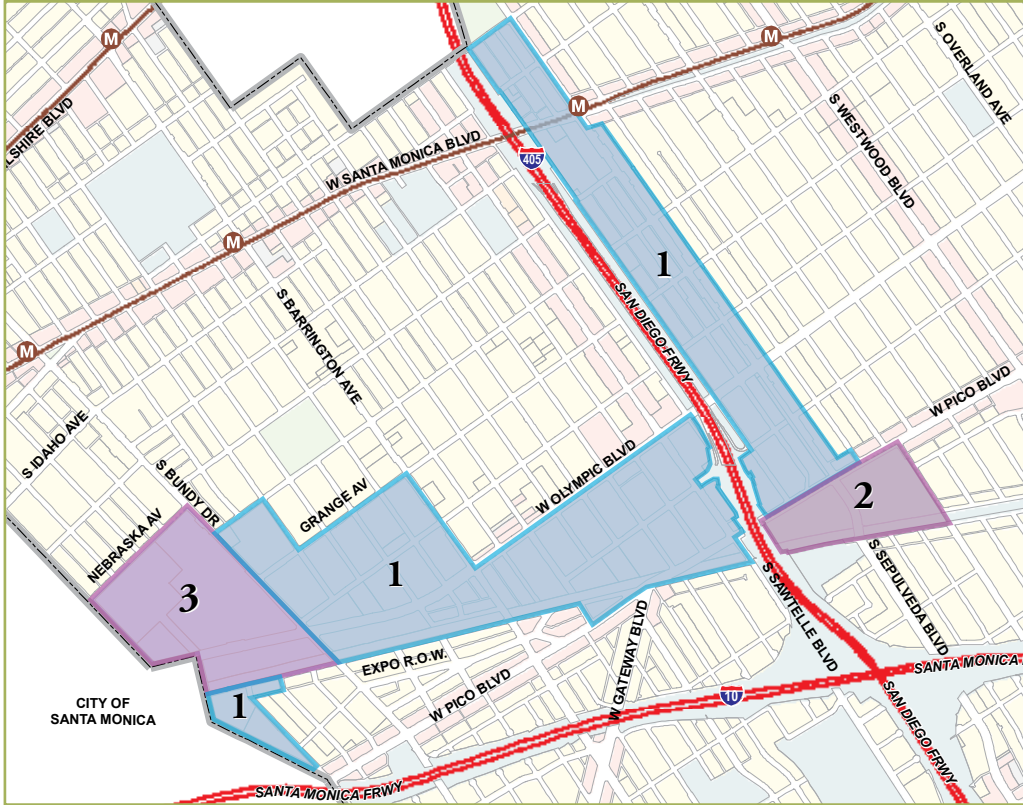 M
M
S OVERLAND AVE
LSHIRE BLVD
M
S WESTWOOD BLVD
W SANTA MONICA BLVD
405
M
1
S BARRINGTON AVE
SAN DIEGO FRWY
M
W PICO BLVD
S IDAHO AVE
S BUNDY DR
GRANGE AV
W OLYMPIC BLVD
2
NEBRASKA AV
1
3
S SAWTELLE BLVD
S SEPULVEDA BLVD
W GATEWAY BLVD
EXPO R.O.W.
SANTA MONICA
W PICO BLVD
1
10
CITY OF
SANTA MONICA
SAN DIEGO FRWY
SANTA MONICA FRWY